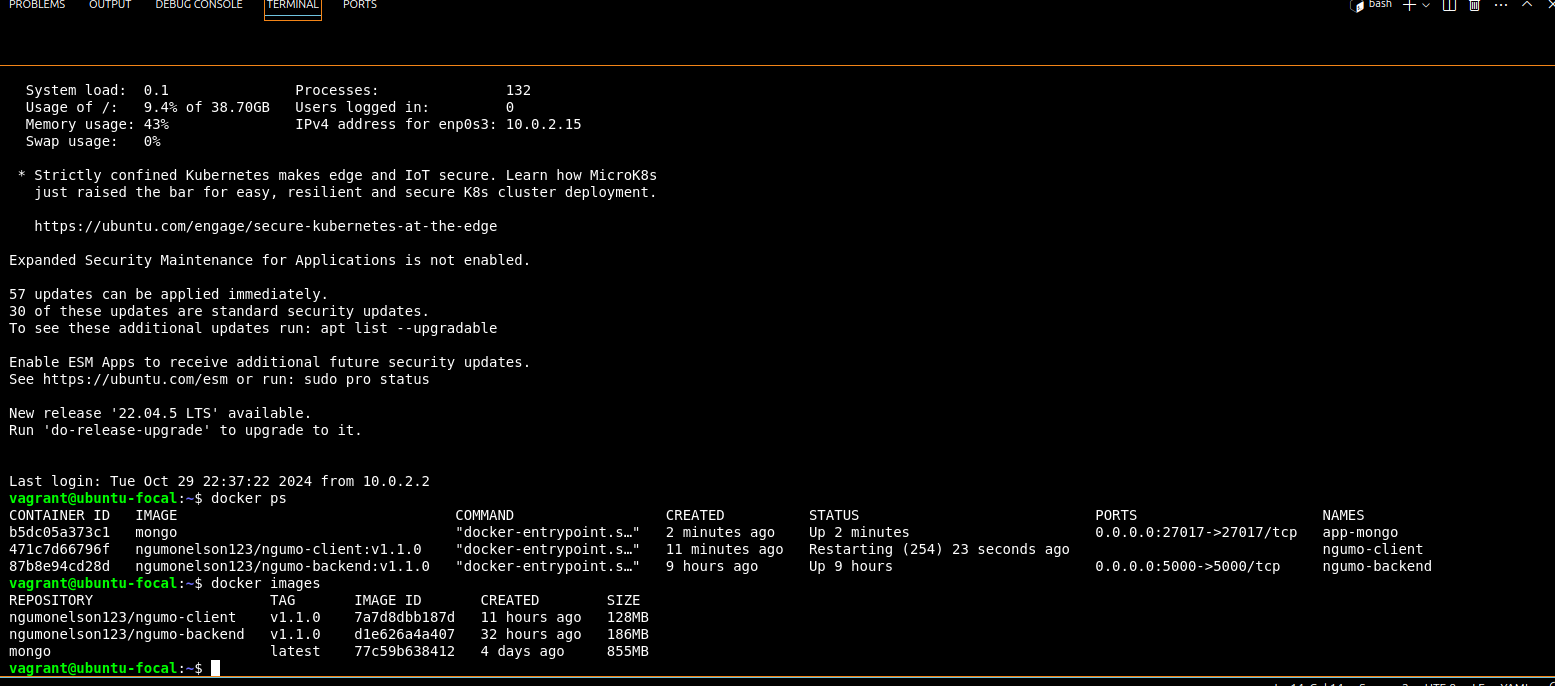 PROBLEMS OUTPUT DEBUG CONSOLE TERMINAL PORTS bash
System load: 0.1 Processes: 132
Usage of /: 9.4% of 38.70GB Users logged in: 0
Memory usage: 43% IPv4 address for enp0s3: 10.0.2.15
Swap usage: 0%
* Strictly confined Kubernetes makes edge and IoT secure. Learn how MicroK8s
just raised the bar for easy, resilient and secure K8s cluster deployment.
https://ubuntu.com/engage/secure-kubernetes-at-the-edge
Expanded Security Maintenance for Applications is not enabled.
57 updates can be applied immediately.
30 of these updates are standard security updates.
To see these additional updates run: apt list --upgradable
Enable ESM Apps to receive additional future security updates.
See https://ubuntu.com/esm or run: sudo pro status
New release '22.04.5 LTS' available.
Run 'do-release-upgrade' to upgrade to it.
Last login: Tue Oct 29 22:37:22 2024 from 10.0.2.2
vagrant@ubuntu-focal:~$ docker ps
CONTAINER ID IMAGE COMMAND CREATED STATUS PORTS NAMES
b5dc05a373c1 mongo "docker-entrypoint.s…" 2 minutes ago Up 2 minutes 0.0.0.0:27017->27017/tcp app-mongo
471c7d66796f ngumonelson123/ngumo-client:v1.1.0 "docker-entrypoint.s…" 11 minutes ago Restarting (254) 23 seconds ago ngumo-client
87b8e94cd28d ngumonelson123/ngumo-backend:v1.1.0 "docker-entrypoint.s…" 9 hours ago Up 9 hours 0.0.0.0:5000->5000/tcp ngumo-backend
vagrant@ubuntu-focal:~$ docker images
REPOSITORY TAG IMAGE ID CREATED SIZE
ngumonelson123/ngumo-client v1.1.0 7a7d8dbb187d 11 hours ago 128MB
ngumonelson123/ngumo-backend v1.1.0 d1e626a4a407 32 hours ago 186MB
mongo latest 77c59b638412 4 days ago 855MB
vagrant@ubuntu-focal:~$